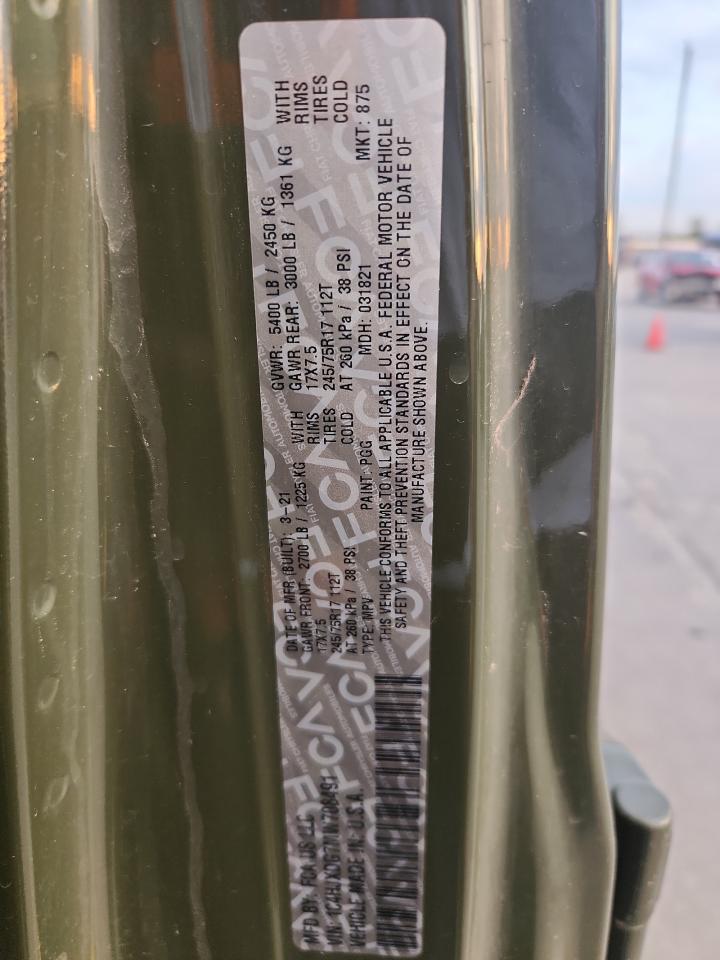 MFD BY: FCA US LLC
DATE OF MFR (BUILT): 3-21
GVWR: 5400 LB / 2450 KG
GAWR FRONT: 2700 LB / 1225 KG WITH
GAWR REAR: 3000 LB / 1361 KG WITH
17X7.5 RIMS
17X7.5 RIMS
245/75R17 112T TIRES
245/75R17 112T TIRES
AT 260 kPa / 38 PSI COLD
AT 260 kPa / 38 PSI COLD
VIN:
TYPE: MPV PAINT: PGG MDH: 031821 MKT: 875
VEHICLE MADE IN U.S.A.
THIS VEHICLE CONFORMS TO ALL APPLICABLE U.S.A. FEDERAL MOTOR VEHICLE
SAFETY AND THEFT PREVENTION STANDARDS IN EFFECT ON THE DATE OF
MANUFACTURE SHOWN ABOVE.
FCA